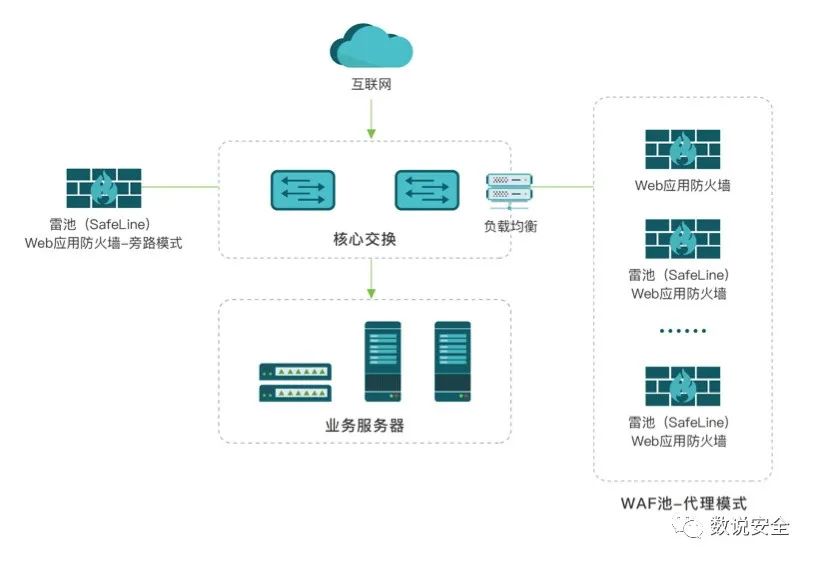 互联网
雷池（SafeLine）
Web应用防火墙-旁路模式
核心交换
负载均衡
业务服务器
Web应用防火墙
雷池（SafeLine）
Web应用防火墙
······
雷池（SafeLine）
Web应用防火墙
WAF池-代理模式
数说安全